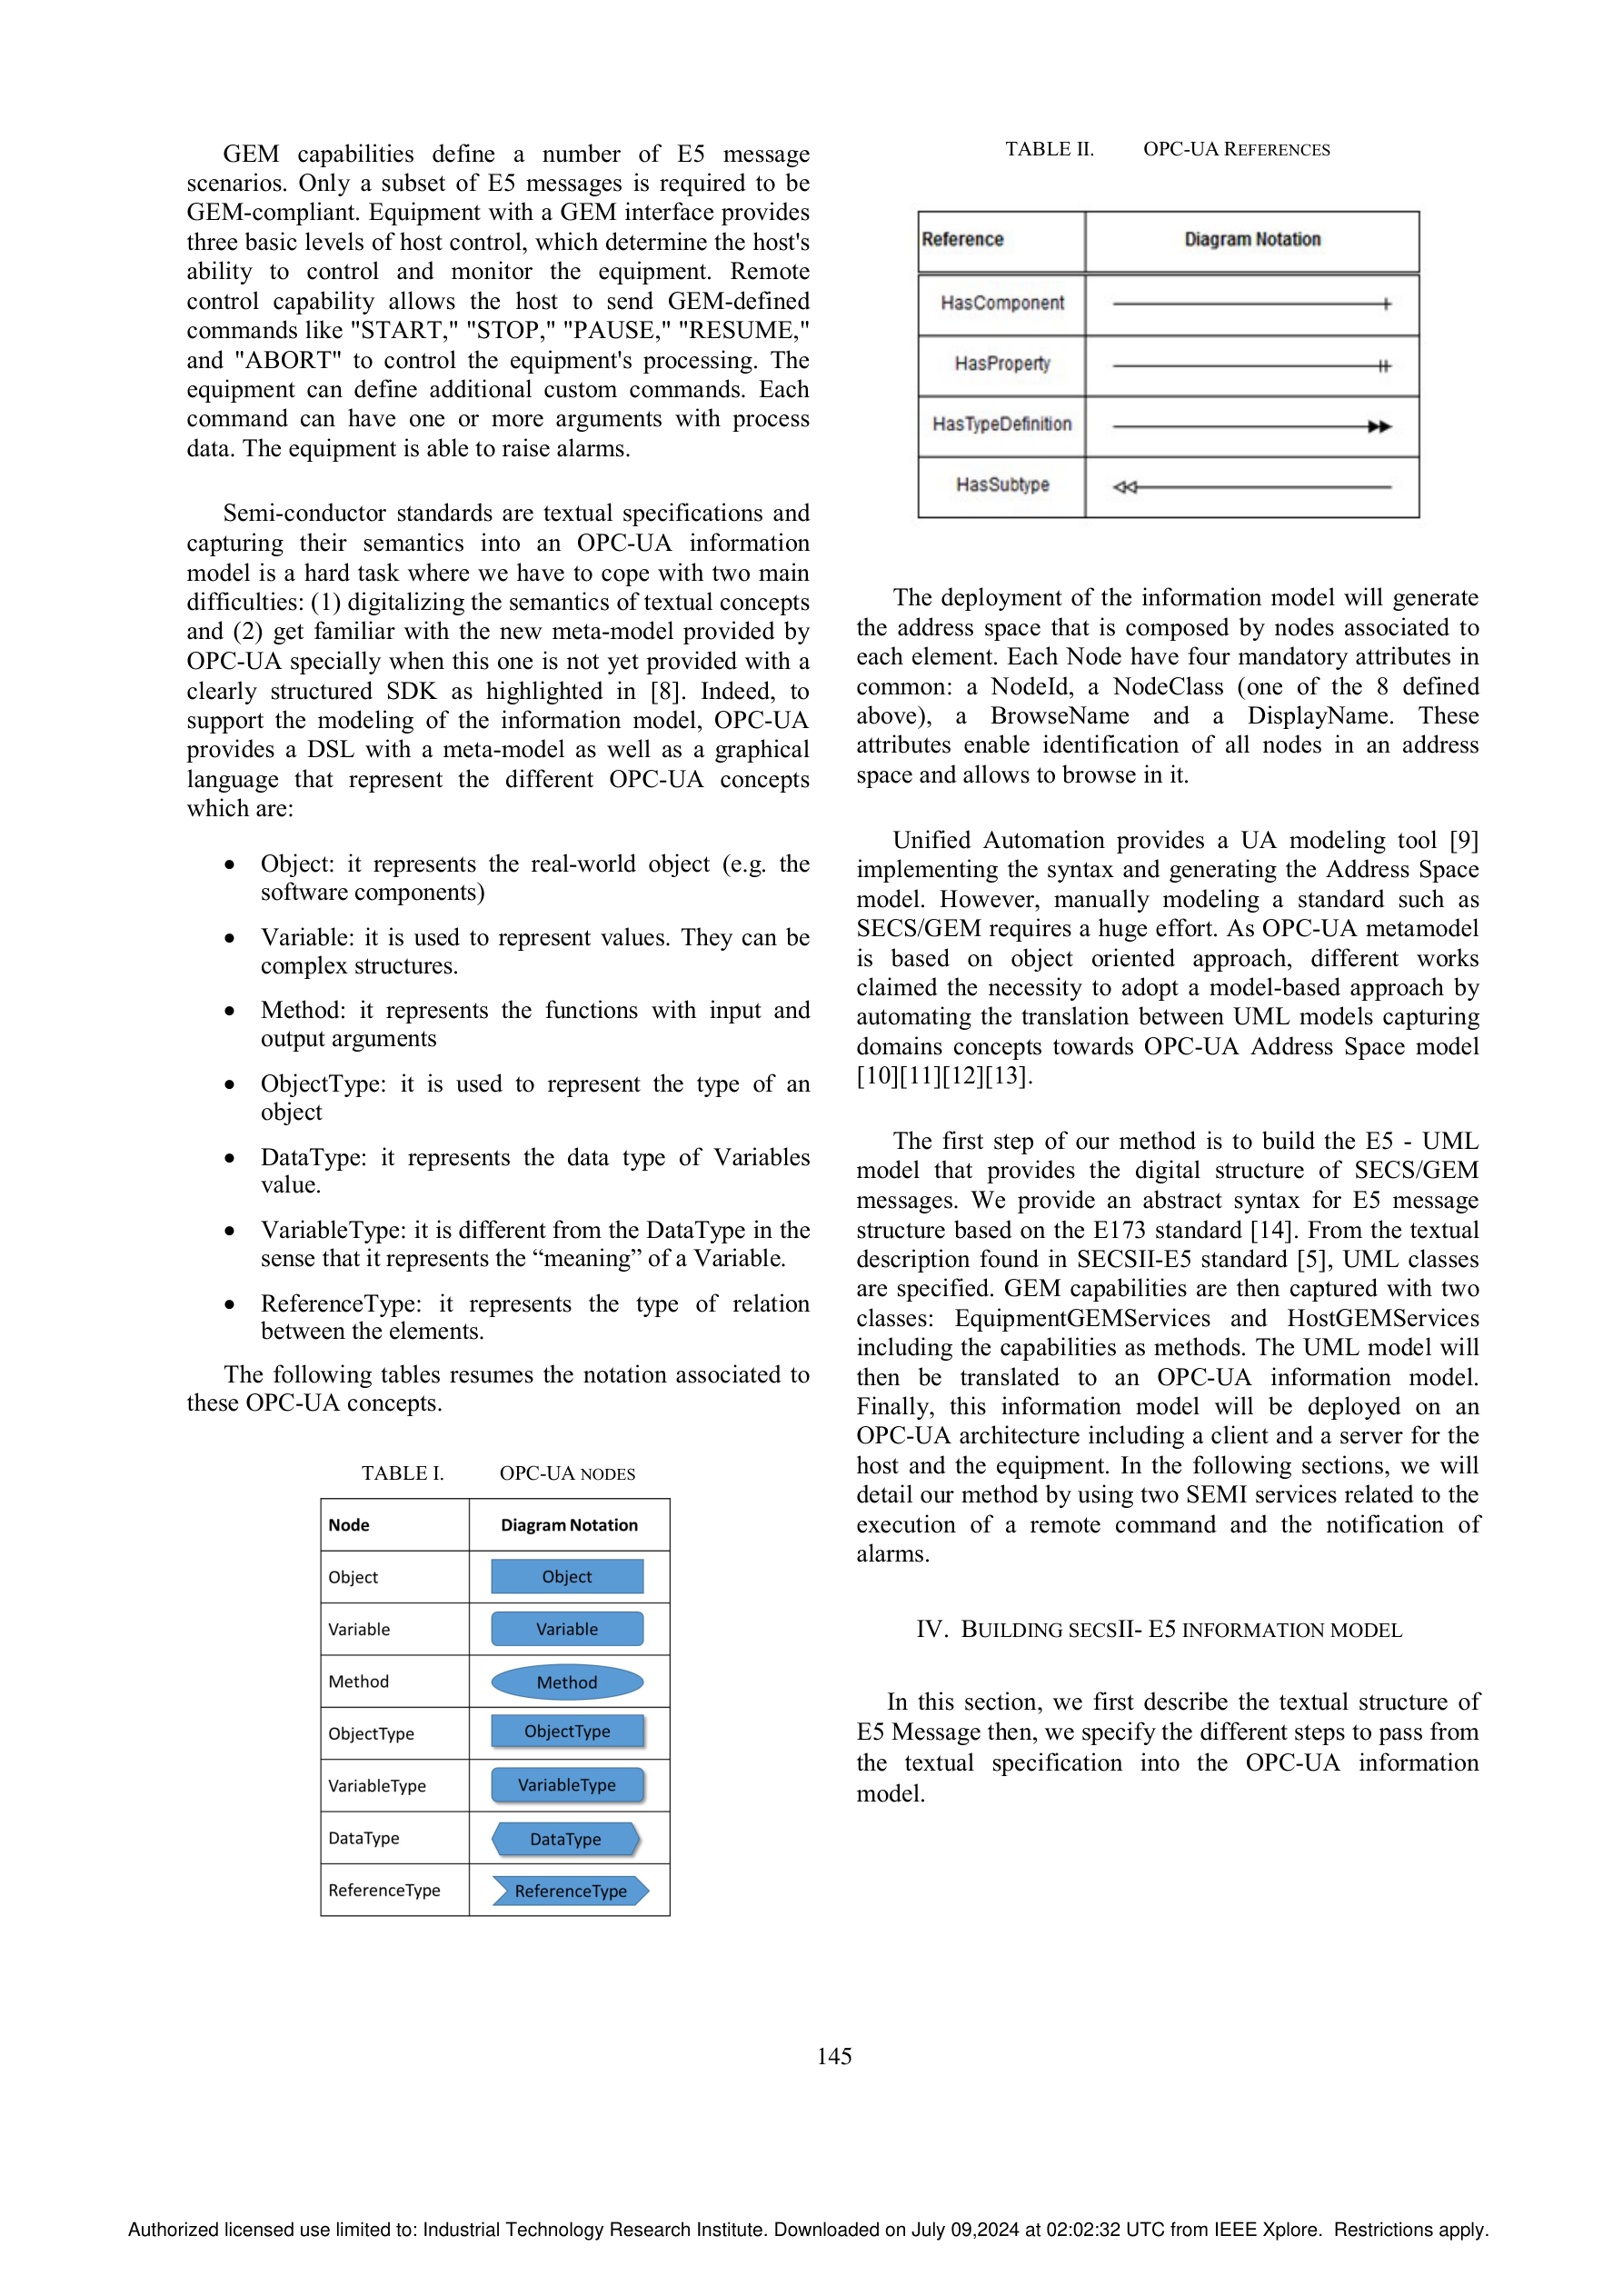 GEM capabilities define a number of E5 message
scenarios. Only a subset of E5 messages is required to be
GEM-compliant. Equipment with a GEM interface provides
three basic levels of host control, which determine the host's
ability to control and monitor the equipment. Remote
control capability allows the host to send GEM-defined
commands like "START," "STOP," "PAUSE," "RESUME,"
and "ABORT" to control the equipment's processing. The
equipment can define additional custom commands. Each
command can have one or more arguments with process
data. The equipment is able to raise alarms.
Semi-conductor standards are textual specifications and
capturing their semantics into an OPC-UA information
model is a hard task where we have to cope with two main
difficulties: (1) digitalizing the semantics of textual concepts
and (2) get familiar with the new meta-model provided by
OPC-UA specially when this one is not yet provided with a
clearly structured SDK as highlighted in [8]. Indeed, to
support the modeling of the information model, OPC-UA
provides a DSL with a meta-model as well as a graphical
language that represent the different OPC-UA concepts
which are:
• Object: it represents the real-world object (e.g. the
software components)
• Variable: it is used to represent values. They can be
complex structures.
• Method: it represents the functions with input and
output arguments
• ObjectType: it is used to represent the type of an
object
• DataType: it represents the data type of Variables
value.
• VariableType: it is different from the DataType in the
sense that it represents the “meaning” of a Variable.
• ReferenceType: it represents the type of relation
between the elements.
The following tables resumes the notation associated to
these OPC-UA concepts.
TABLE I. OPC-UA NODES
Node Diagram Notation
Object Object
Variable Variable
Method Method
ObjectType ObjectType
VariableType VariableType
DataType DataType
ReferenceType ReferenceType
TABLE II. OPC-UA REFERENCES
Reference Diagram Notation
HasComponent
HasProperty
HasTypeDefinition
HasSubtype
The deployment of the information model will generate
the address space that is composed by nodes associated to
each element. Each Node have four mandatory attributes in
common: a NodeId, a NodeClass (one of the 8 defined
above), a BrowseName and a DisplayName. These
attributes enable identification of all nodes in an address
space and allows to browse in it.
Unified Automation provides a UA modeling tool [9]
implementing the syntax and generating the Address Space
model. However, manually modeling a standard such as
SECS/GEM requires a huge effort. As OPC-UA metamodel
is based on object oriented approach, different works
claimed the necessity to adopt a model-based approach by
automating the translation between UML models capturing
domains concepts towards OPC-UA Address Space model
[10][11][12][13].
The first step of our method is to build the E5 - UML
model that provides the digital structure of SECS/GEM
messages. We provide an abstract syntax for E5 message
structure based on the E173 standard [14]. From the textual
description found in SECSII-E5 standard [5], UML classes
are specified. GEM capabilities are then captured with two
classes: EquipmentGEMServices and HostGEMServices
including the capabilities as methods. The UML model will
then be translated to an OPC-UA information model.
Finally, this information model will be deployed on an
OPC-UA architecture including a client and a server for the
host and the equipment. In the following sections, we will
detail our method by using two SEMI services related to the
execution of a remote command and the notification of
alarms.
IV. BUILDING SECSII- E5 INFORMATION MODEL
In this section, we first describe the textual structure of
E5 Message then, we specify the different steps to pass from
the textual specification into the OPC-UA information
model.
145
Authorized licensed use limited to: Industrial Technology Research Institute. Downloaded on July 09,2024 at 02:02:32 UTC from IEEE Xplore. Restrictions apply.